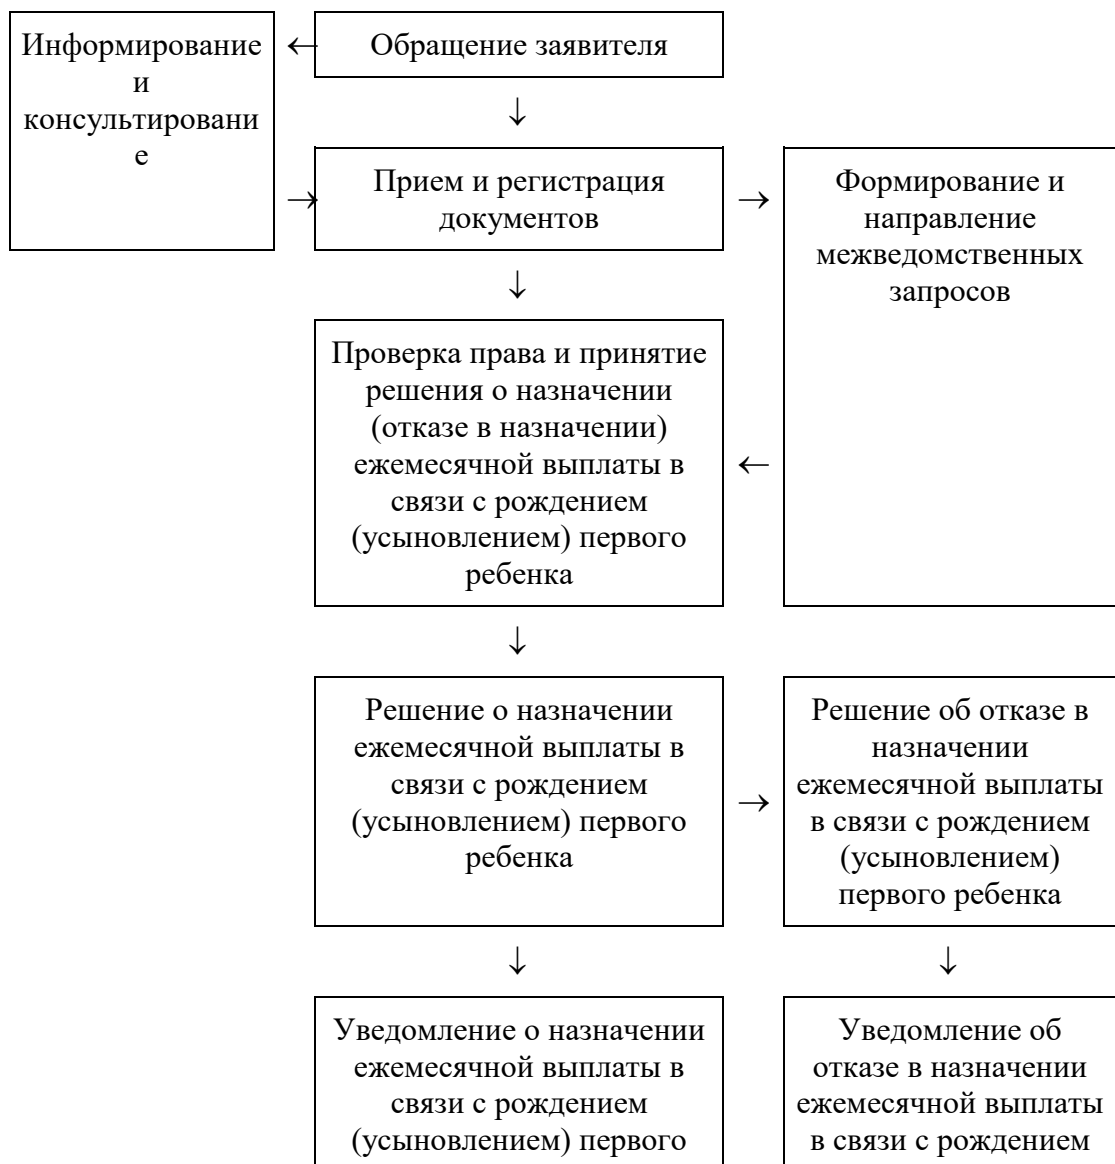 Информирование
и
консультировани
е
← Обращение заявителя
↓
→ Прием и регистрация
документов
→
Формирование и
направление
межведомственных
запросов
↓
Проверка права и принятие
решения о назначении
(отказе в назначении)
ежемесячной выплаты в
связи с рождением
(усыновлением) первого
ребенка
←
↓
Решение о назначении
ежемесячной выплаты в
связи с рождением
(усыновлением) первого
ребенка
→
Решение об отказе в
назначении
ежемесячной выплаты
в связи с рождением
(усыновлением)
первого ребенка
↓
↓
Уведомление о назначении
ежемесячной выплаты в
связи с рождением
(усыновлением) первого
Уведомление об
отказе в назначении
ежемесячной выплаты
в связи с рождением